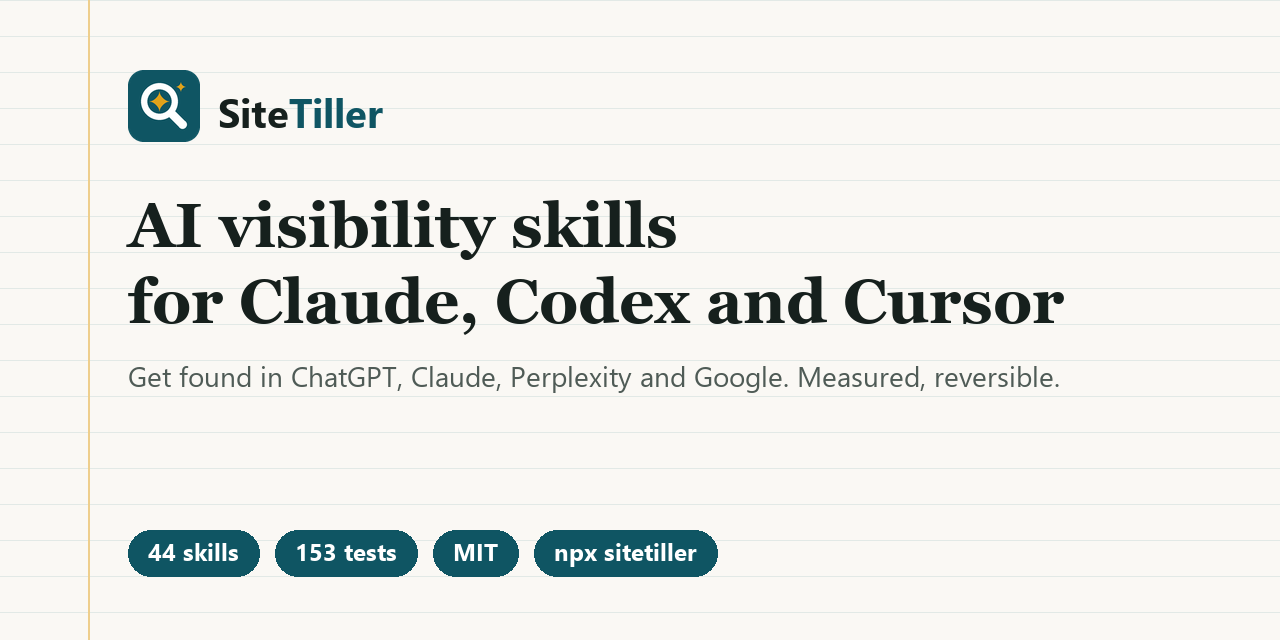 SiteTiller
AI visibility skills
for Claude, Codex and Cursor
Get found in ChatGPT, Claude, Perplexity and Google. Measured, reversible.
44 skills
153 tests
MIT
npx sitetiller